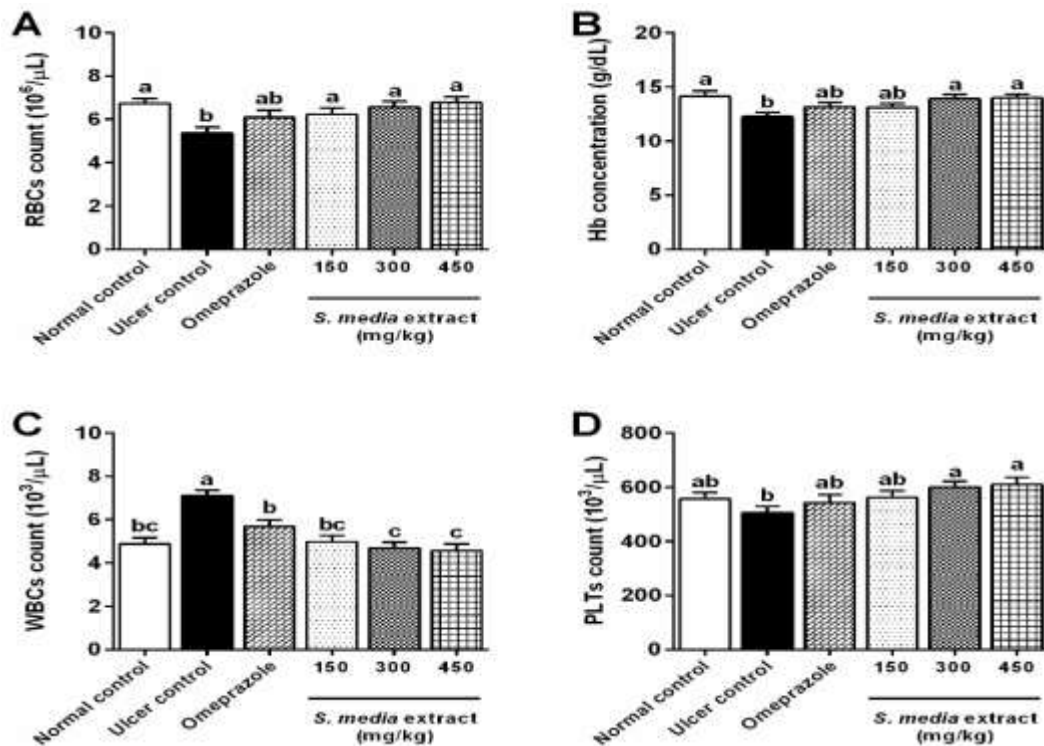 A
RBCs count (10⁶/μL)
10
8
6
4
2
0
a
b
ab
a
a
a
Normal control
Ulcer control
Omeprazole
150
300
450
S. media extract
(mg/kg)
B
Hb concentration (g/dL)
20
15
10
5
0
a
b
ab
ab
a
a
Normal control
Ulcer control
Omeprazole
150
300
450
S. media extract
(mg/kg)
C
WBCs count (10³/μL)
10
8
6
4
2
0
bc
a
b
bc
c
c
Normal control
Ulcer control
Omeprazole
150
300
450
S. media extract
(mg/kg)
D
PLTs count (10³/μL)
800
600
400
200
0
ab
b
ab
ab
a
a
Normal control
Ulcer control
Omeprazole
150
300
450
S. media extract
(mg/kg)